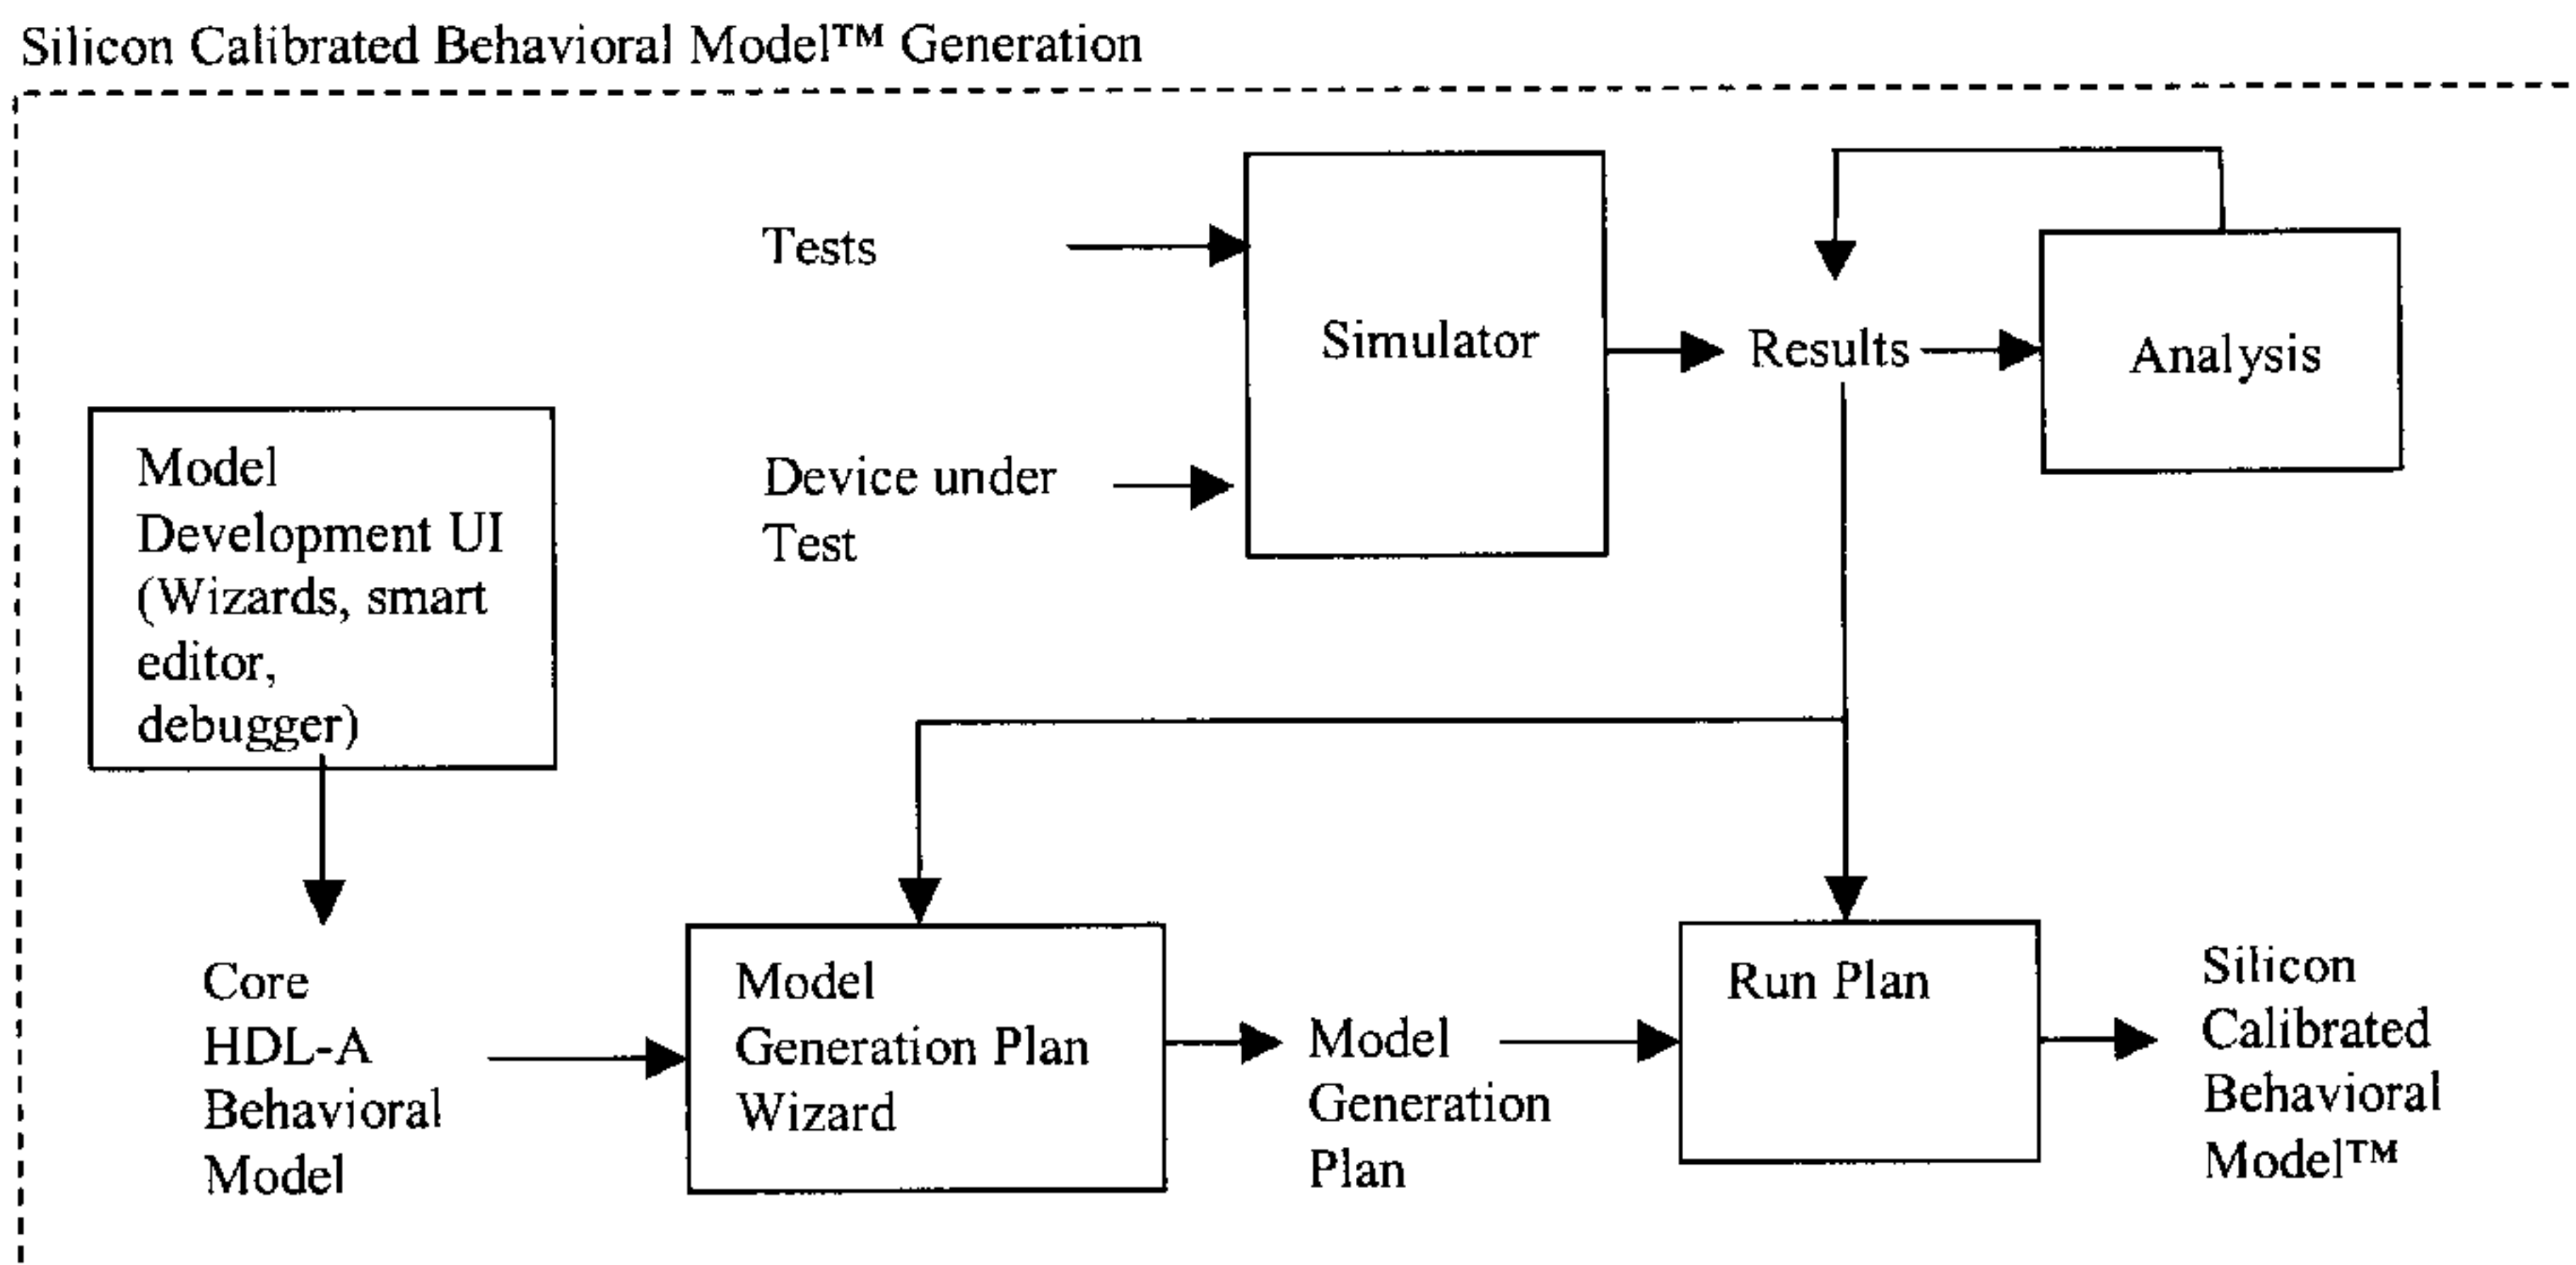 Silicon Calibrated Behavioral Model™ Generation
Tests
Simulator
Results
Analysis
Device under
Test
Model
Development UI
(Wizards, smart
editor,
debugger)
Core
HDL-A
Behavioral
Model
Model
Generation Plan
Wizard
Model
Generation
Plan
Run Plan
Silicon
Calibrated
Behavioral
Model™